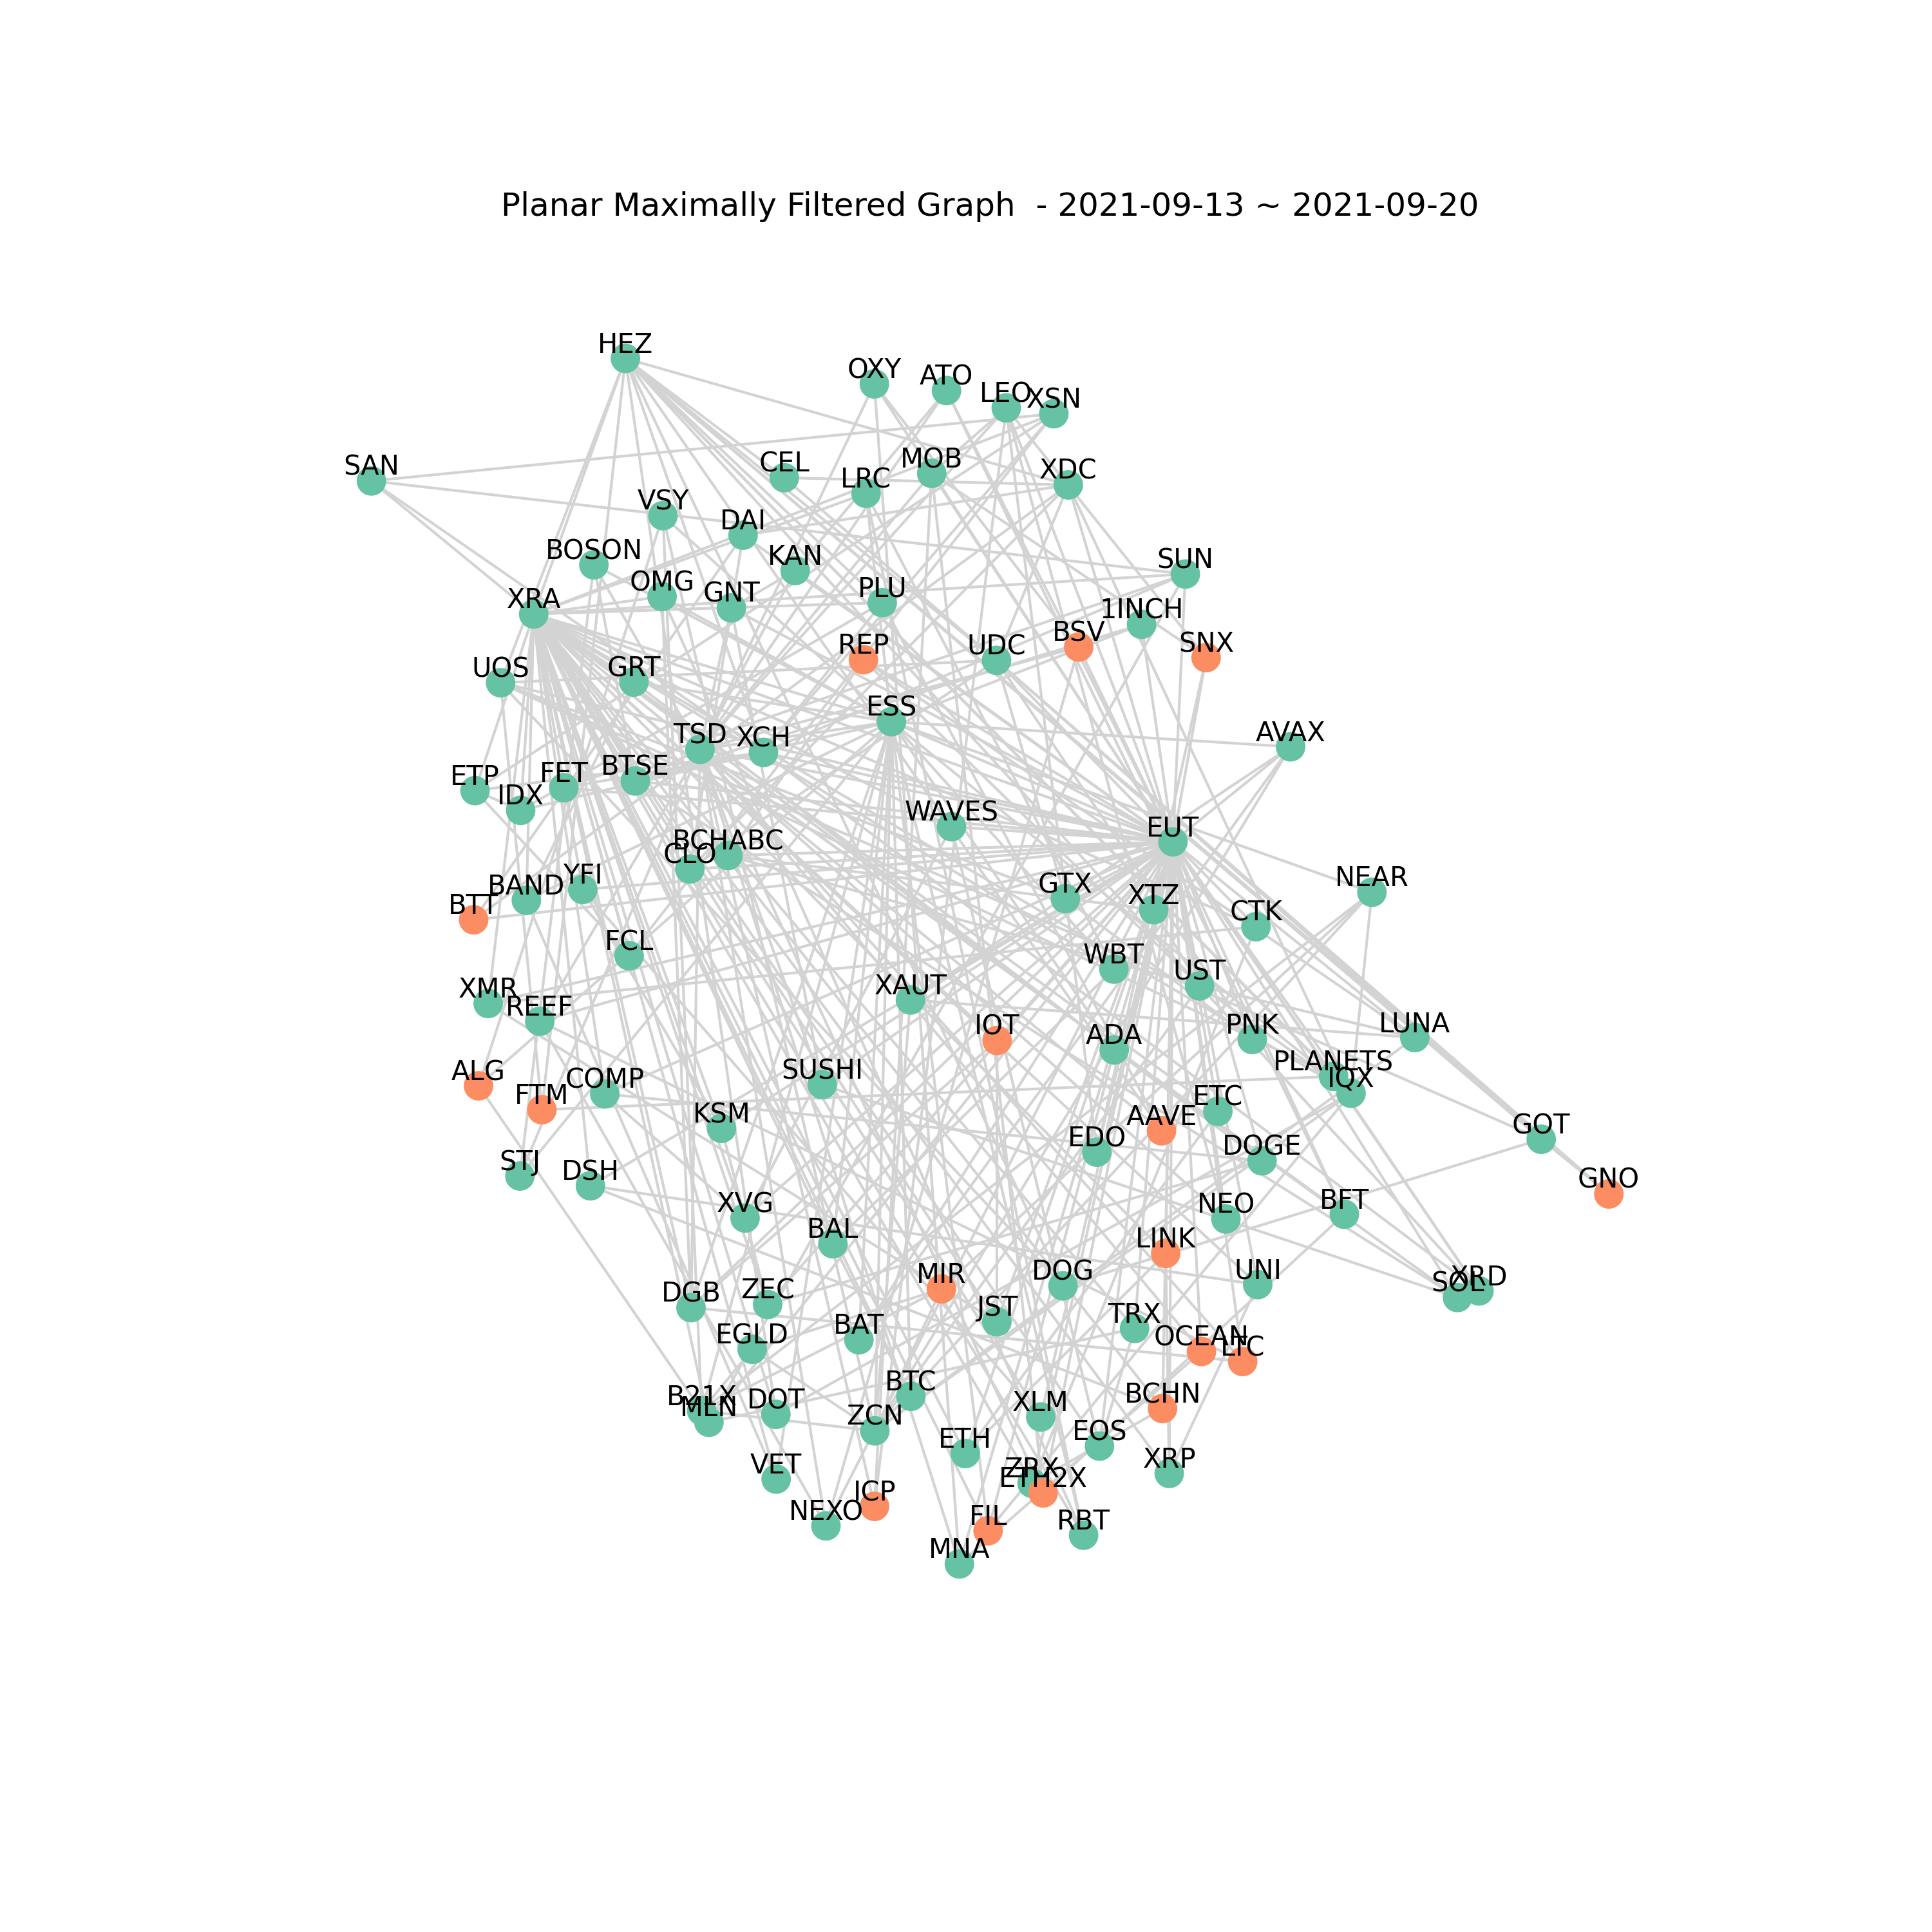 Planar Maximally Filtered Graph  - 2021-09-13 ~ 2021-09-20
HEZ
OXY
ATO
LEO
XSN
SAN
CEL
LRC
MOB
XDC
VSY
DAI
BOSON
KAN
SUN
XRA
OMG
GNT
PLU
1INCH
REP
UDC
BSV
SNX
UOS
GRT
ESS
TSD
XCH
AVAX
ETP
IDX
FET
BTSE
WAVES
EUT
BCHABC
CLO
BTT
BAND
YFI
GTX
XTZ
CTK
NEAR
FCL
WBT
UST
XMR
REEF
XAUT
IOT
ADA
PNK
LUNA
ALG
FTM
COMP
SUSHI
PLANETS
IQX
KSM
ETC
AAVE
EDO
DOGE
GOT
STJ
DSH
GNO
XVG
BAL
NEO
BFT
LINK
DGB
ZEC
MIR
DOG
UNI
SOL
XRD
EGLD
BAT
JST
TRX
OCEAN
LTC
B21X
MLN
DOT
ZCN
BTC
XLM
BCHN
ETH
EOS
VET
ZRX
ETH2X
XRP
NEXO
ICP
FIL
RBT
MNA